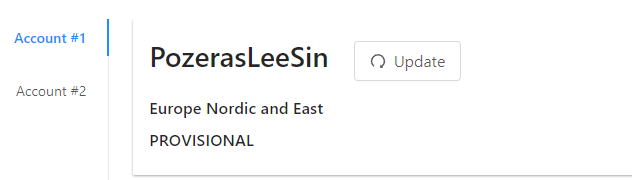 Account #1
Account #2
PozerasLeeSin
Update
Europe Nordic and East
PROVISIONAL